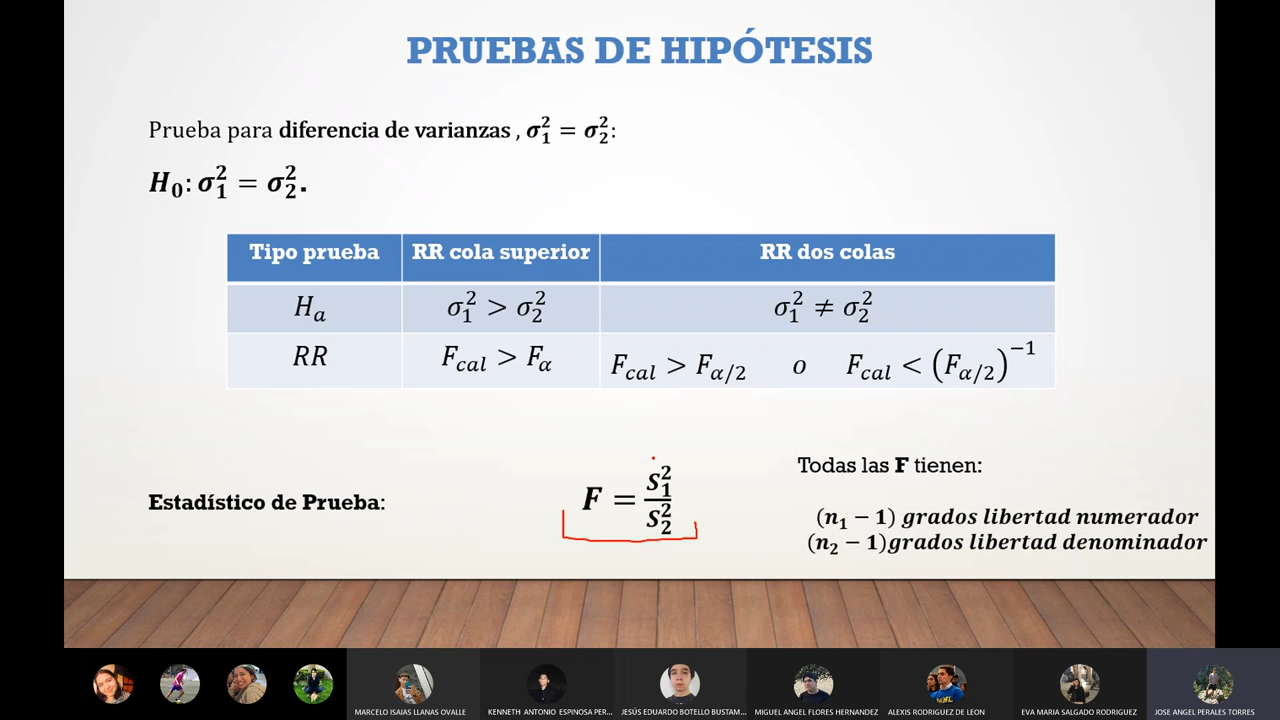 PRUEBAS DE HIPÓTESIS
Prueba para diferencia de varianzas , σ₁² = σ₂²:
H₀: σ₁² = σ₂².
Tipo prueba RR cola superior RR dos colas
Hₐ σ₁² > σ₂² σ₁² ≠ σ₂²
RR F_cal > F_α F_cal > F_{α/2} o F_cal < (F_{α/2})⁻¹
Estadístico de Prueba: F = s₁²/s₂²
Todas las F tienen:
(n₁ − 1) grados libertad numerador
(n₂ − 1)grados libertad denominador
MARCELO ISAIAS LLANAS OVALLE
KENNETH ANTONIO ESPINOSA PER...
JESÚS EDUARDO BOTELLO BUSTAM...
MIGUEL ANGEL FLORES HERNANDEZ
ALEXIS RODRIGUEZ DE LEON
EVA MARIA SALGADO RODRIGUEZ
JOSE ANGEL PERALES TORRES